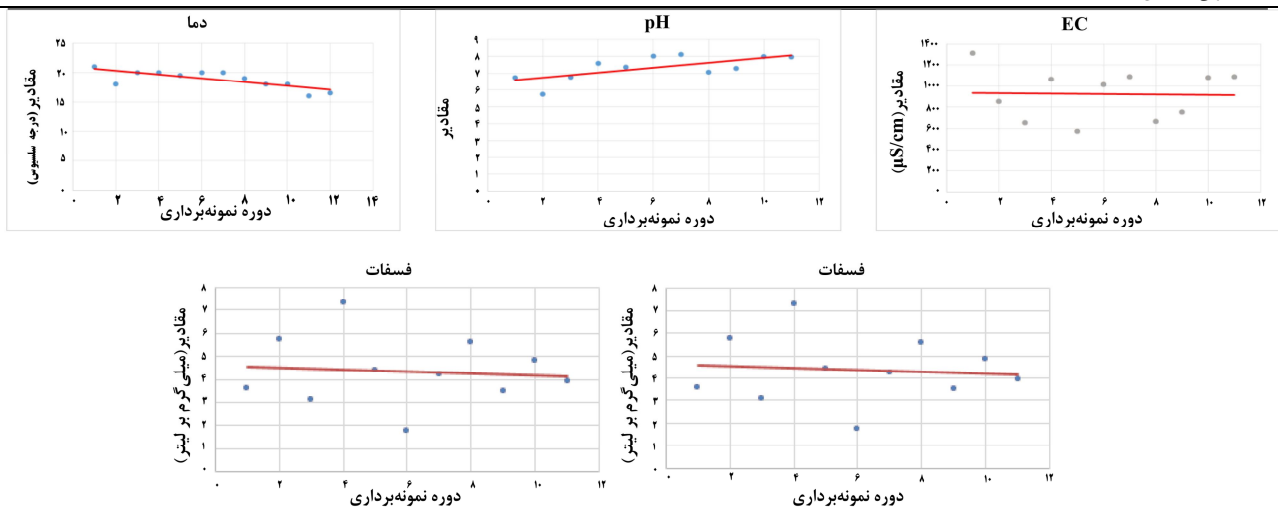 دما
مقادیر(درجه سلسیوس)
۲۵
۲۰
۱۵
۱۰
۵
۰
۰ ۲ ۴ ۶ ۸ ۱۰ ۱۲ ۱۴
دوره نمونه‌برداری
pH
مقادیر
۹
۸
۷
۶
۵
۴
۳
۲
۱
۰
۰ ۲ ۴ ۶ ۸ ۱۰ ۱۲
دوره نمونه‌برداری
EC
مقادیر(µS/cm)
۱۴۰۰
۱۲۰۰
۱۰۰۰
۸۰۰
۶۰۰
۴۰۰
۲۰۰
۰
۰ ۲ ۴ ۶ ۸ ۱۰ ۱۲
دوره نمونه‌برداری
فسفات
مقادیر(میلی گرم بر لیتر)
۸
۷
۶
۵
۴
۳
۲
۱
۰
۰ ۲ ۴ ۶ ۸ ۱۰ ۱۲
دوره نمونه‌برداری
فسفات
مقادیر(میلی گرم بر لیتر)
۸
۷
۶
۵
۴
۳
۲
۱
۰
۰ ۲ ۴ ۶ ۸ ۱۰ ۱۲
دوره نمونه‌برداری